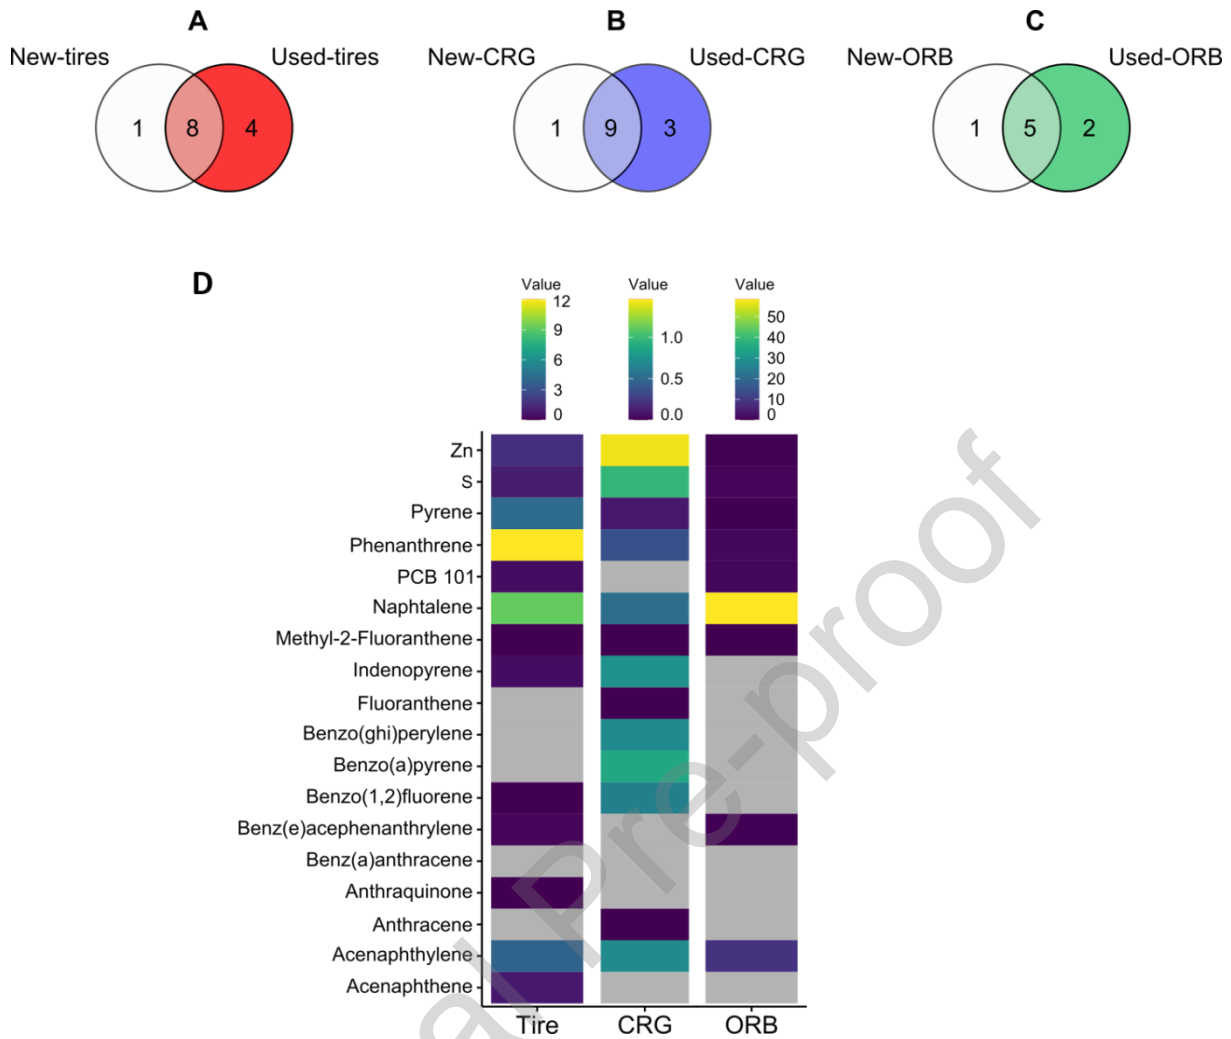 A
B
C
New-tires
Used-tires
New-CRG
Used-CRG
New-ORB
Used-ORB
1 8 4
1 9 3
1 5 2
D
Value
12
9
6
3
0
Value
1.0
0.5
0.0
Value
50
40
30
20
10
0
Zn
S
Pyrene
Phenanthrene
PCB 101
Naphtalene
Methyl-2-Fluoranthene
Indenopyrene
Fluoranthene
Benzo(ghi)perylene
Benzo(a)pyrene
Benzo(1,2)fluorene
Benz(e)acephenanthrylene
Benz(a)anthracene
Anthraquinone
Anthracene
Acenaphthylene
Acenaphthene
Tire
CRG
ORB
al Pre-proof